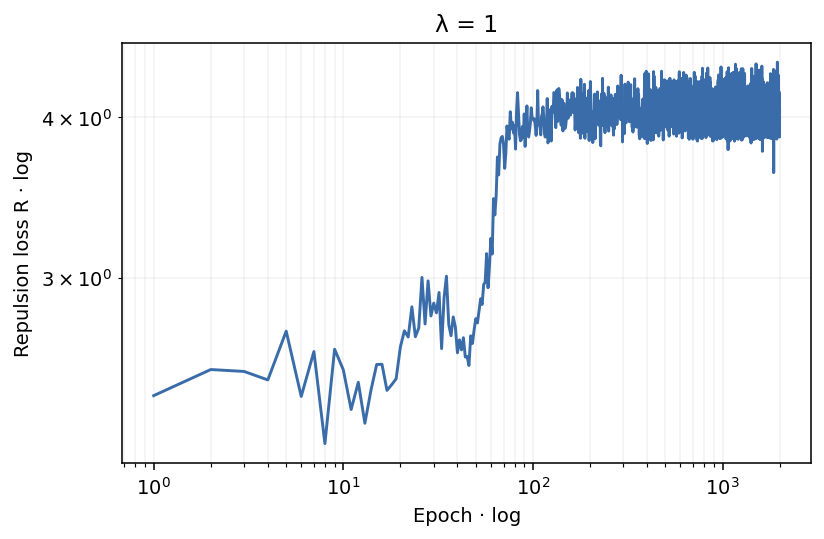 λ = 1
Repulsion loss R · log
4 × 10⁰
3 × 10⁰
10⁰ 10¹ 10² 10³
Epoch · log